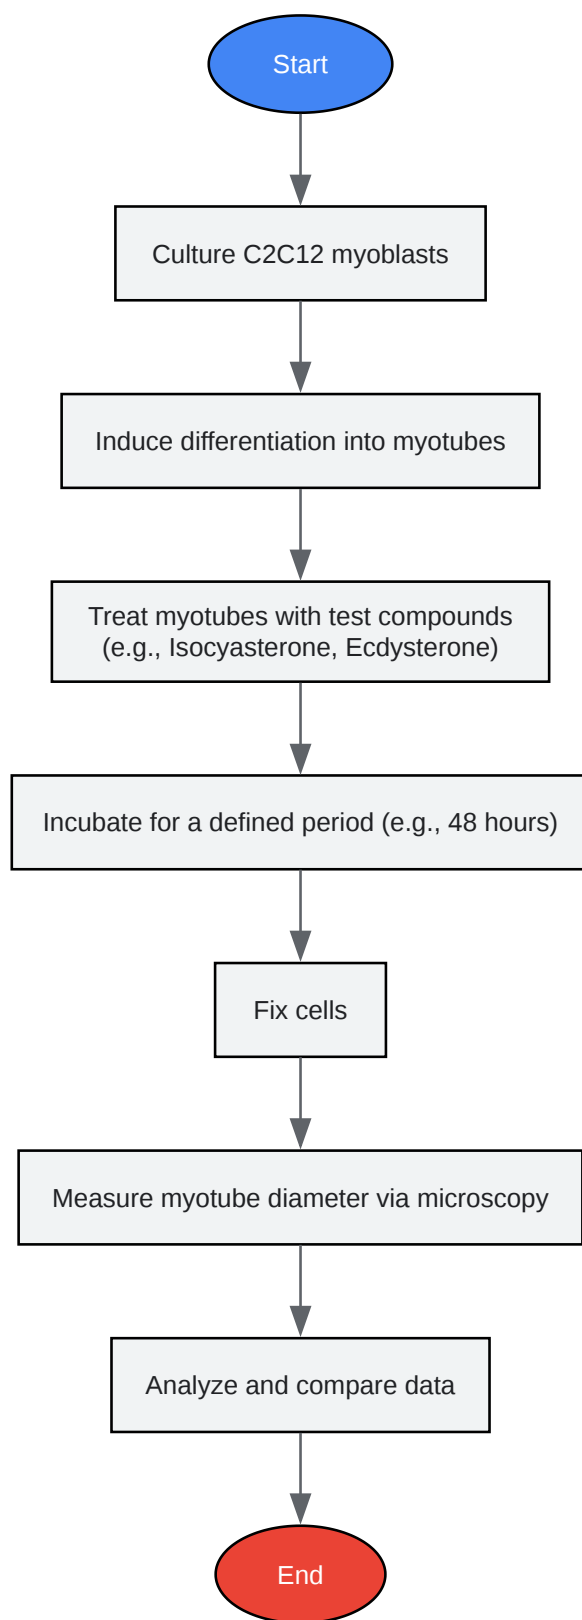 Start
Culture C2C12 myoblasts
Induce differentiation into myotubes
Treat myotubes with test compounds
(e.g., Isocyasterone, Ecdysterone)
Incubate for a defined period (e.g., 48 hours)
Fix cells
Measure myotube diameter via microscopy
Analyze and compare data
End